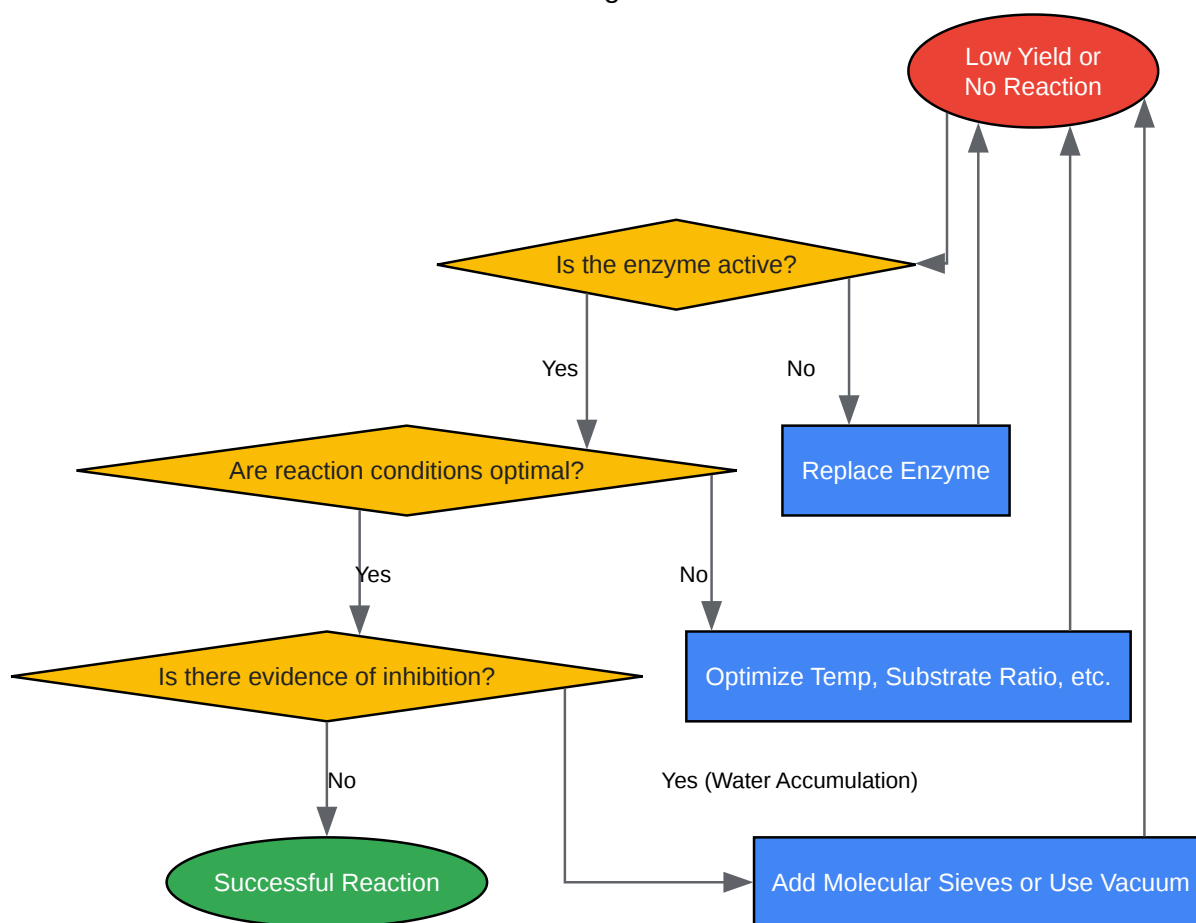 Low Yield or
No Reaction
Is the enzyme active?
Yes
No
Are reaction conditions optimal?
Replace Enzyme
Yes
No
Is there evidence of inhibition?
Optimize Temp, Substrate Ratio, etc.
No
Yes (Water Accumulation)
Successful Reaction
Add Molecular Sieves or Use Vacuum